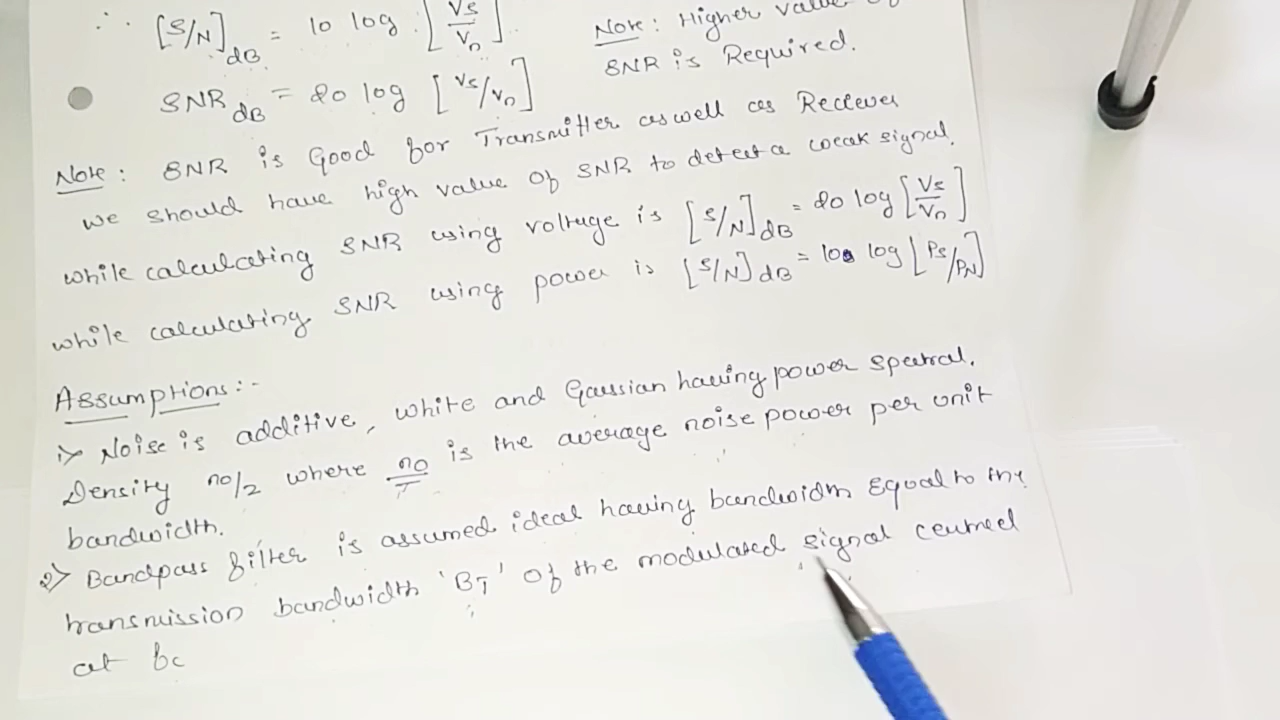 ∴ [S/N]dB = 10 log [Vs/Vn]
Note: Higher value of
SNR is Required.
SNRdB = 20 log [Vs/Vn]
Note: SNR is Good for Transmitter aswell as Reciever
we should have high value of SNR to detect a weak signal.
while calculating SNR using voltage is [S/N]dB = 20 log [Vs/Vn]
while calculating SNR using power is [S/N]dB = 10 log [Ps/PN]
Assumptions:-
1> Noise is additive, white and Gaussian having power spectral.
Density no/2 where no is the average noise power per unit
bandwidth.
2> Bandpass filter is assumed ideal having bandwidth Equal to the
transmission bandwidth 'BT' of the modulated signal centred
at fc